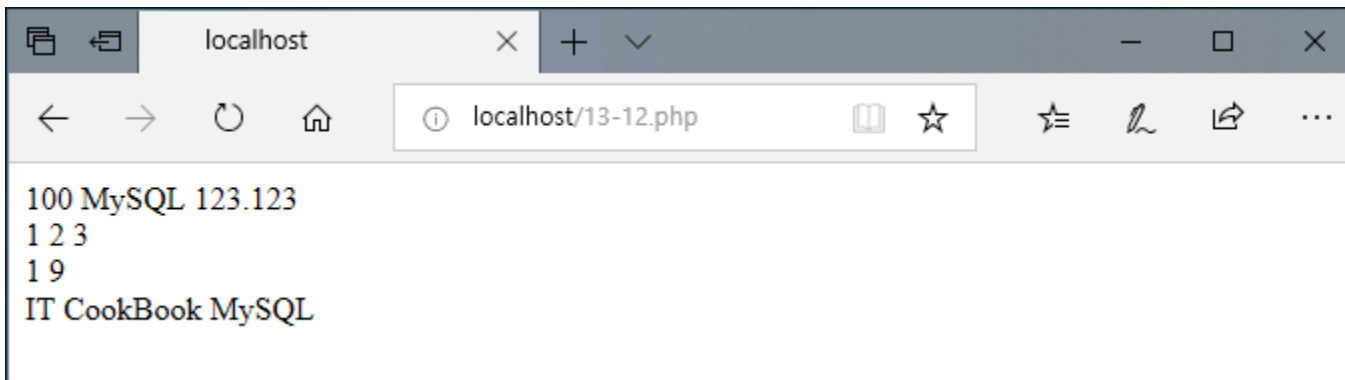 localhost
localhost/13-12.php
100 MySQL 123.123
1 2 3
1 9
IT CookBook MySQL